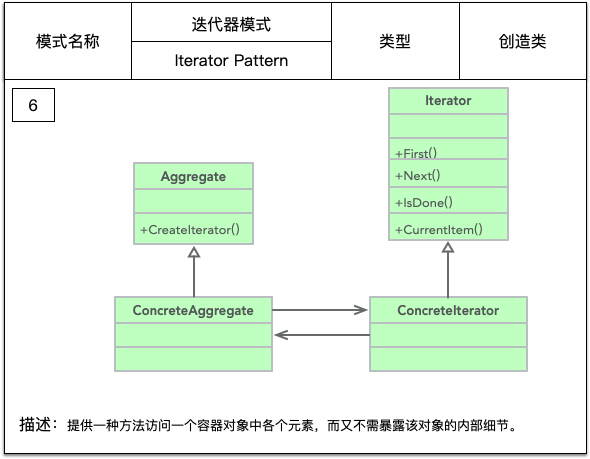 模式名称
迭代器模式
Iterator Pattern
类型
创造类
6
Iterator
+First()
+Next()
+IsDone()
+CurrentItem()
Aggregate
+CreateIterator()
ConcreteAggregate
ConcreteIterator
描述：提供一种方法访问一个容器对象中各个元素，而又不需暴露该对象的内部细节。